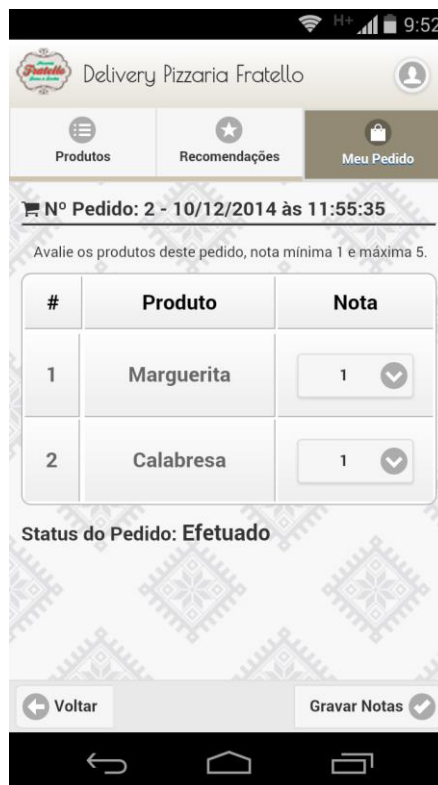 H+ 9:52
Fratello
Delivery Pizzaria Fratello
Produtos Recomendações Meu Pedido
Nº Pedido: 2 - 10/12/2014 às 11:55:35
Avalie os produtos deste pedido, nota mínima 1 e máxima 5.
# Produto Nota
1 Marguerita 1
2 Calabresa 1
Status do Pedido: Efetuado
Voltar Gravar Notas